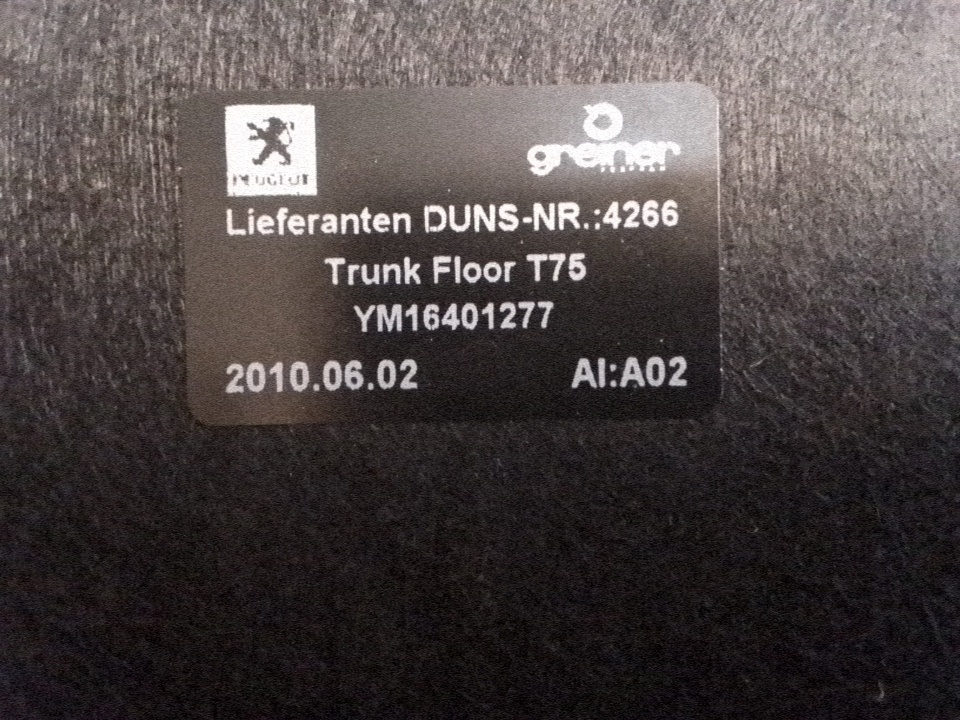 PEUGEOT
greiner
Lieferanten DUNS-NR.:4266
Trunk Floor T75
YM16401277
2010.06.02 AI:A02